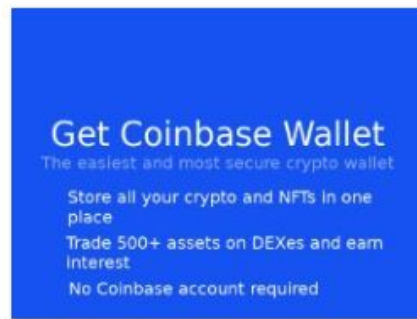 Get Coinbase Wallet
The easiest and most secure crypto wallet
Store all your crypto and NFTs in one
place
Trade 500+ assets on DEXes and earn
interest
No Coinbase account required